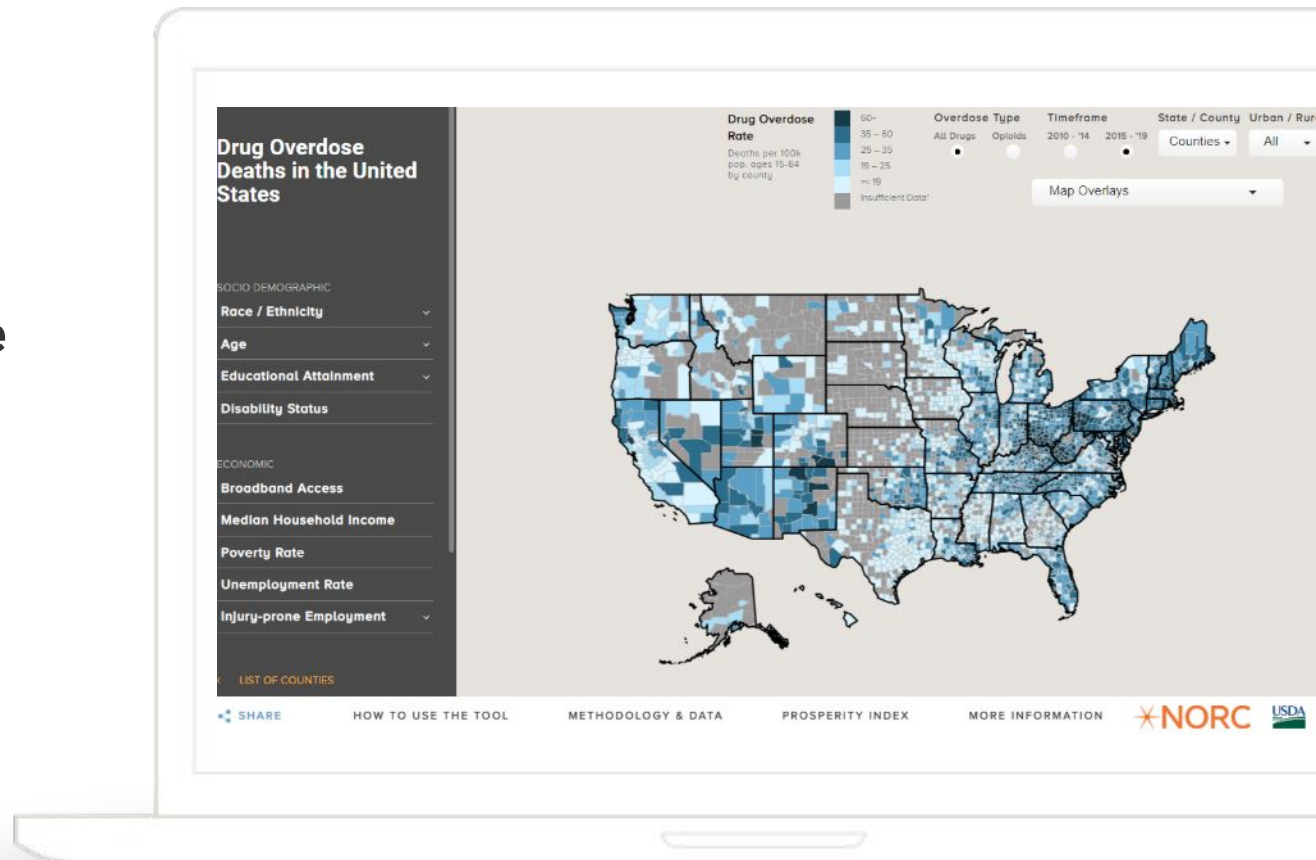 e
Drug Overdose
Deaths in the United
States
SOCIO DEMOGRAPHIC
Race / Ethnicity
Age
Educational Attainment
Disability Status
ECONOMIC
Broadband Access
Median Household Income
Poverty Rate
Unemployment Rate
Injury-prone Employment
LIST OF COUNTIES
Drug Overdose
Rate
Deaths per 100k
pop. ages 15-64
by county
60+
35 – 60
25 – 35
19 – 25
<= 19
Insufficient Data*
Overdose Type
All Drugs Opioids
Timeframe
2010 - '14 2015 - '19
State / County
Counties
Urban / Rur
All
Map Overlays
SHARE
HOW TO USE THE TOOL
METHODOLOGY & DATA
PROSPERITY INDEX
MORE INFORMATION
NORC
USDA